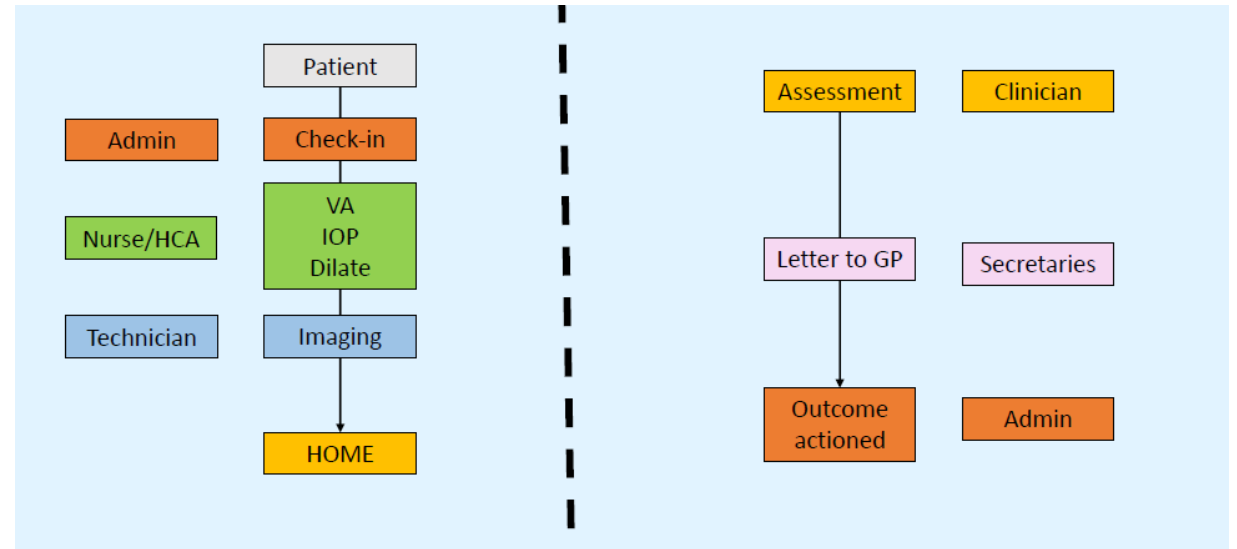 Patient
Admin
Check-in
Nurse/HCA
VA
IOP
Dilate
Technician
Imaging
HOME
Assessment
Clinician
Letter to GP
Secretaries
Outcome
actioned
Admin